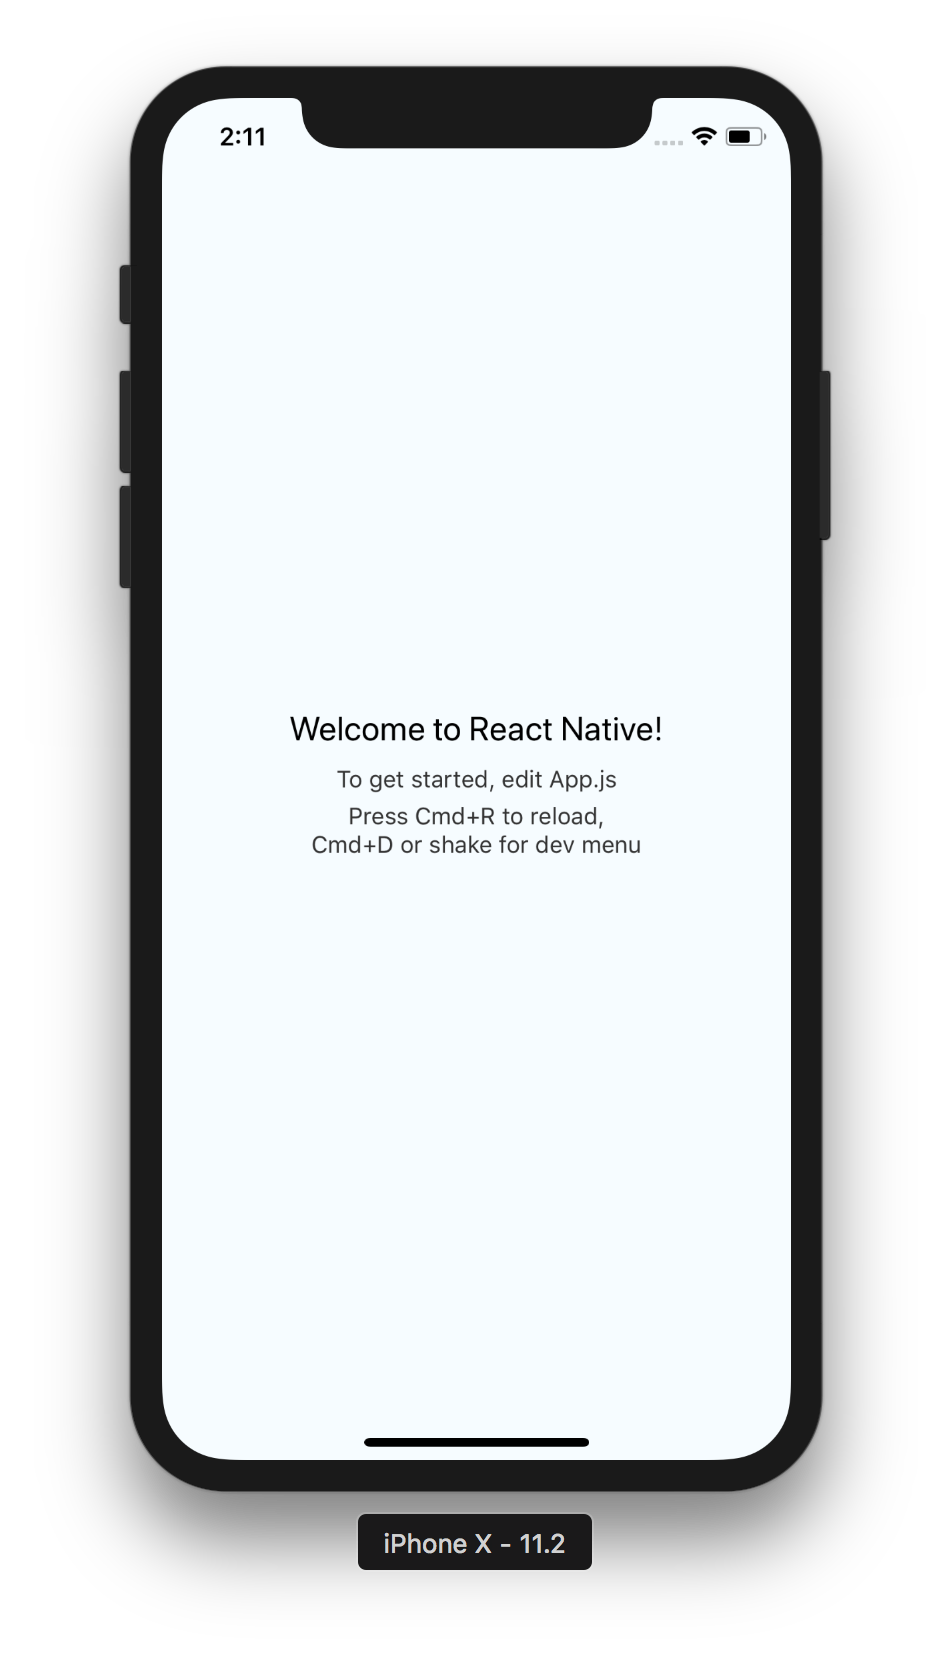 2:11
Welcome to React Native!
To get started, edit App.js
Press Cmd+R to reload,
Cmd+D or shake for dev menu
iPhone X - 11.2